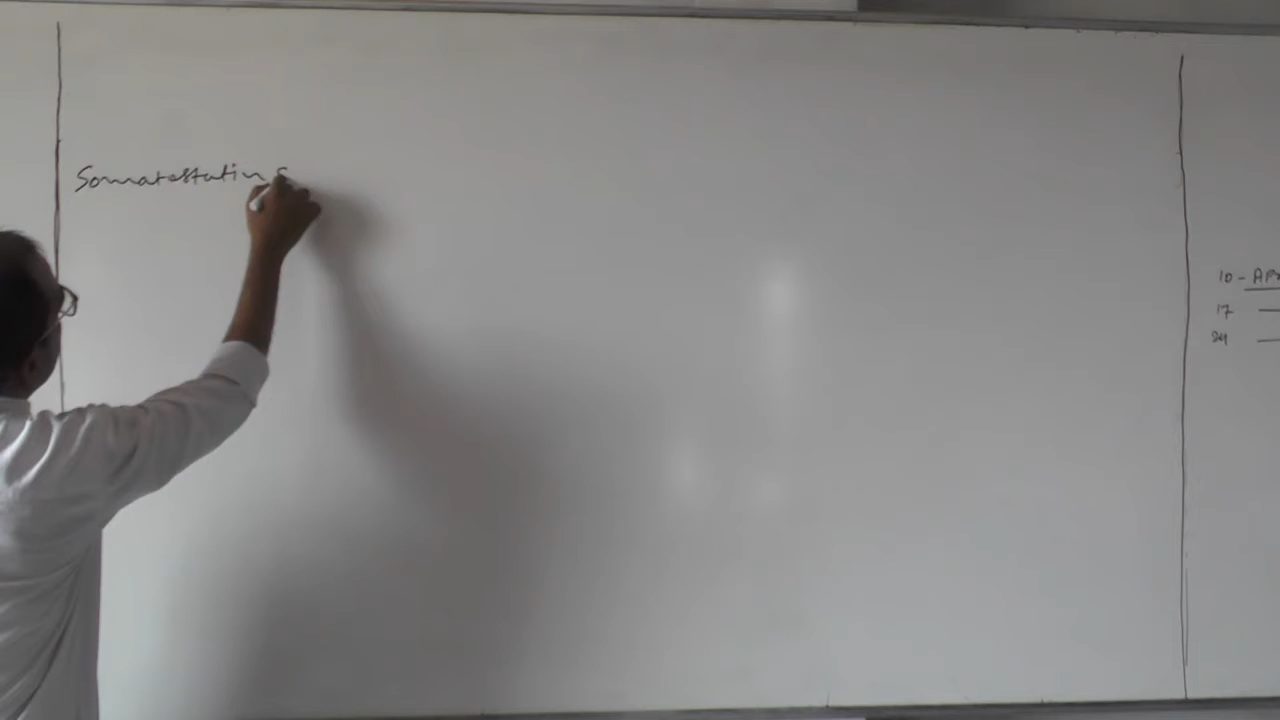 Somatostatin S
10 - Ap
17 —
24 —